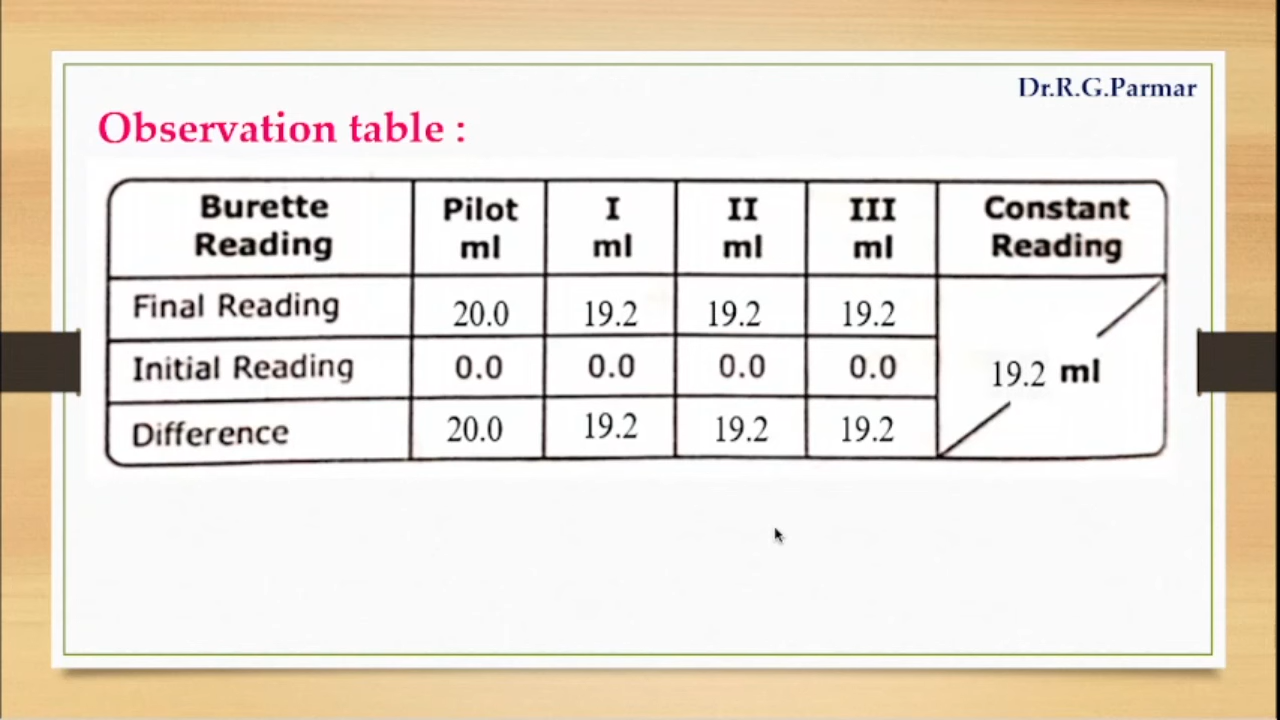 Dr.R.G.Parmar
Observation table :
Burette Reading Pilot ml I ml II ml III ml Constant Reading
Final Reading 20.0 19.2 19.2 19.2
Initial Reading 0.0 0.0 0.0 0.0 19.2 ml
Difference 20.0 19.2 19.2 19.2